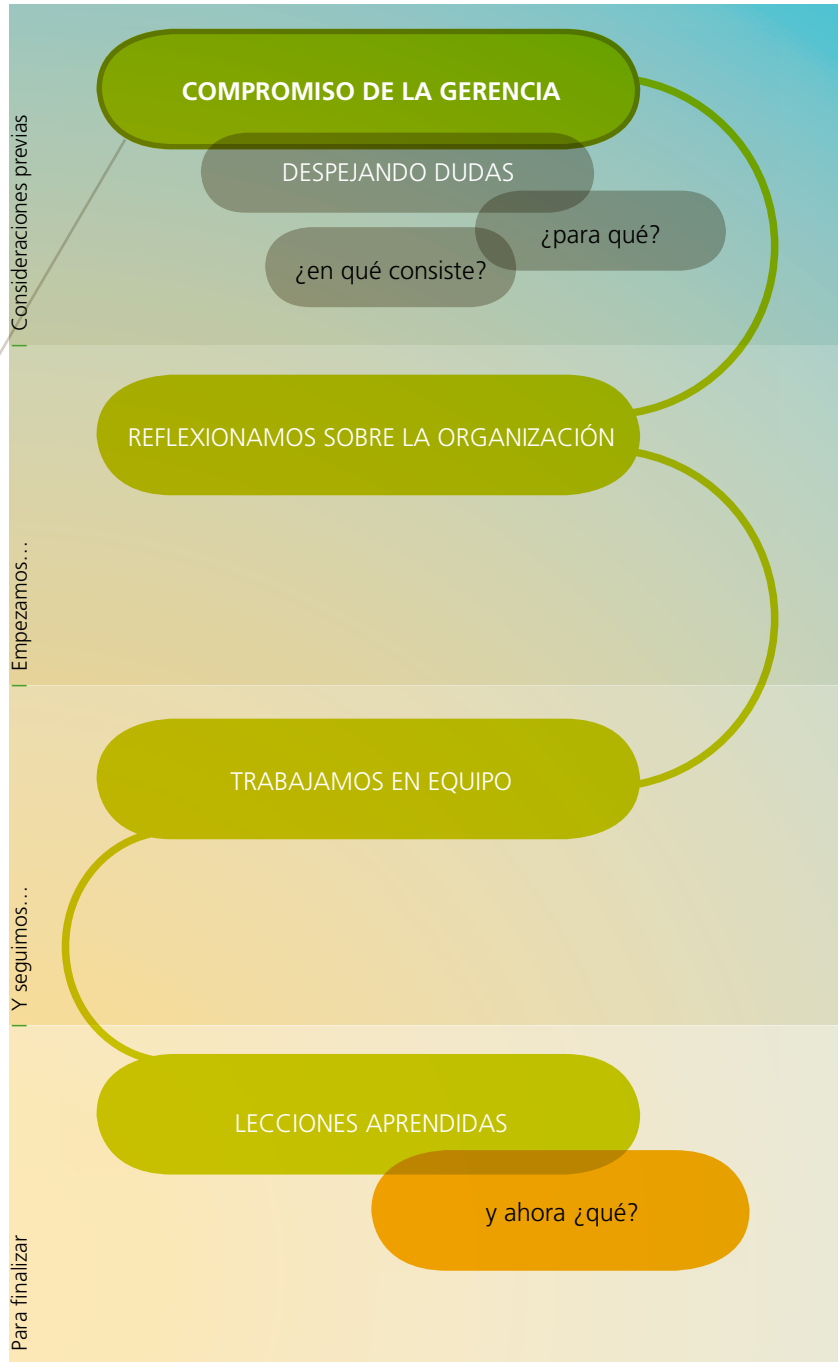 Consideraciones previas
COMPROMISO DE LA GERENCIA
DESPEJANDO DUDAS
¿para qué?
¿en qué consiste?
Empezamos...
REFLEXIONAMOS SOBRE LA ORGANIZACIÓN
Y seguimos...
TRABAJAMOS EN EQUIPO
Para finalizar
LECCIONES APRENDIDAS
y ahora ¿qué?